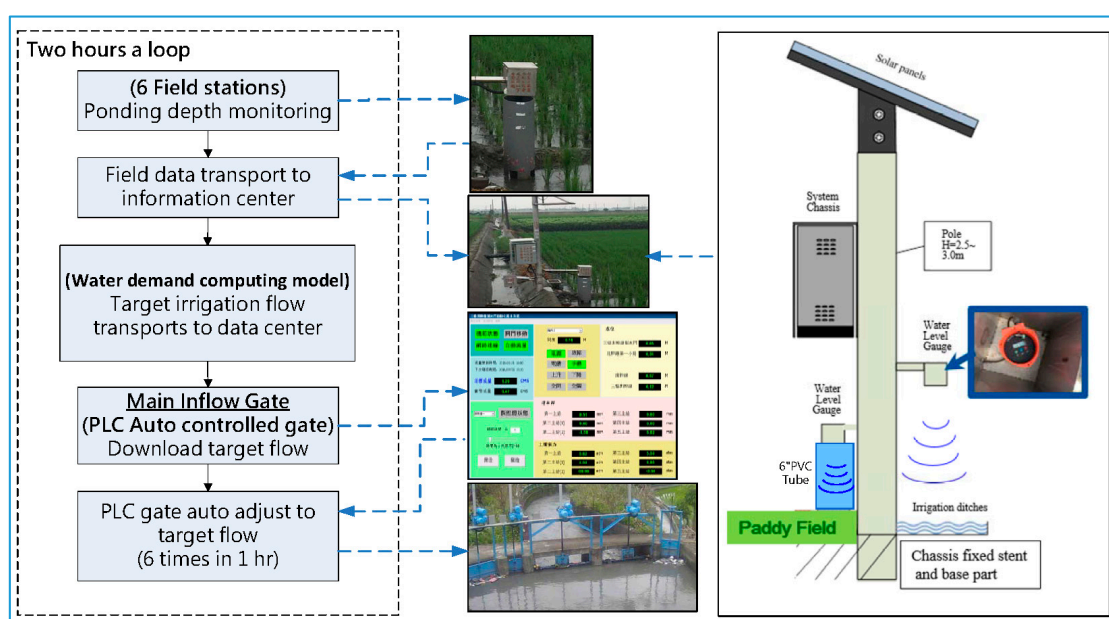 Two hours a loop
(6 Field stations)
Ponding depth monitoring
Field data transport to
information center
(Water demand computing model)
Target irrigation flow
transports to data center
Main Inflow Gate
(PLC Auto controlled gate)
Download target flow
PLC gate auto adjust to
target flow
(6 times in 1 hr)
Solar panels
System
Chassis
Pole
H=2.5~
3.0m
Water
Level
Gauge
Water
Level
Gauge
6"PVC
Tube
Irrigation ditches
Paddy Field
Chassis fixed stent
and base part